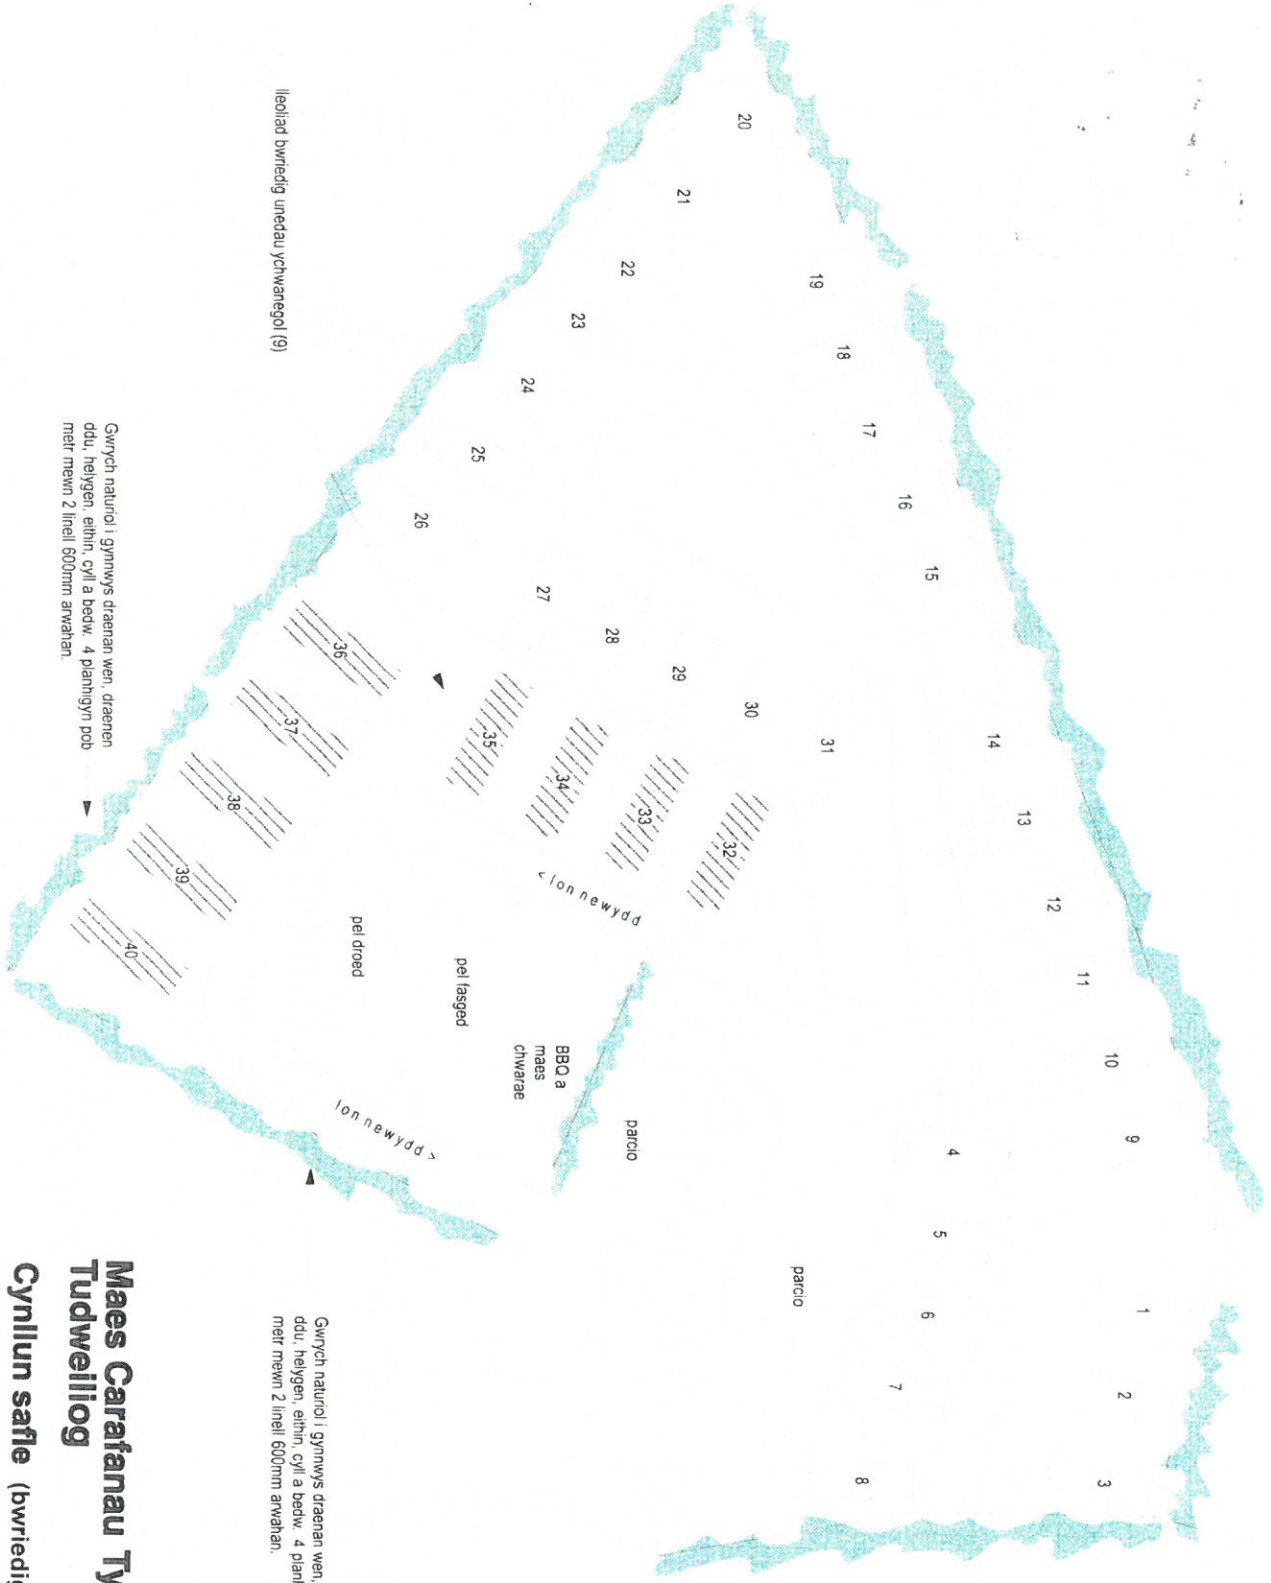 20
21
22
23
24
25
26
27
28
29
30
31
19
18
17
16
15
14
13
12
11
10
9
4
5
6
7
8
1
2
3
36
37
38
39
40
35
34
33
32
lleoliad bwriedig unedau ychwanegol (9)
Gwrych naturiol i gynnwys draenan wen, draenen
ddu, helygen, eithin, cyll a bedw. 4 planhigyn pob
metr mewn 2 linell 600mm arwahan.
< lon newydd
pel droed
pel fasged
BBQ a
maes
chwarae
parcio
lon newydd >
parcio
Gwrych naturiol i gynnwys draenan wen,
ddu, helygen, eithin, cyll a bedw. 4 planh
metr mewn 2 linell 600mm arwahan.
Maes Carafanau Ty
Tudweiliog
Cynllun safle (bwriedig